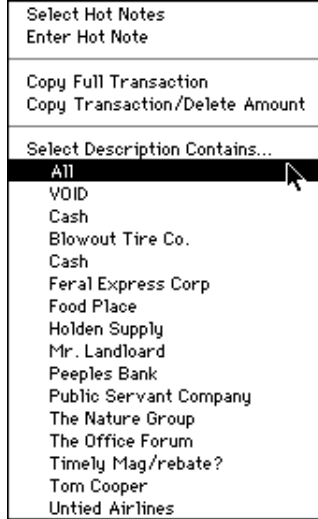 Select Hot Notes
Enter Hot Note
Copy Full Transaction
Copy Transaction/Delete Amount
Select Description Contains...
All
VOID
Cash
Blowout Tire Co.
Cash
Feral Express Corp
Food Place
Holden Supply
Mr. Landloard
Peeples Bank
Public Servant Company
The Nature Group
The Office Forum
Timely Mag/rebate?
Tom Cooper
Untied Airlines